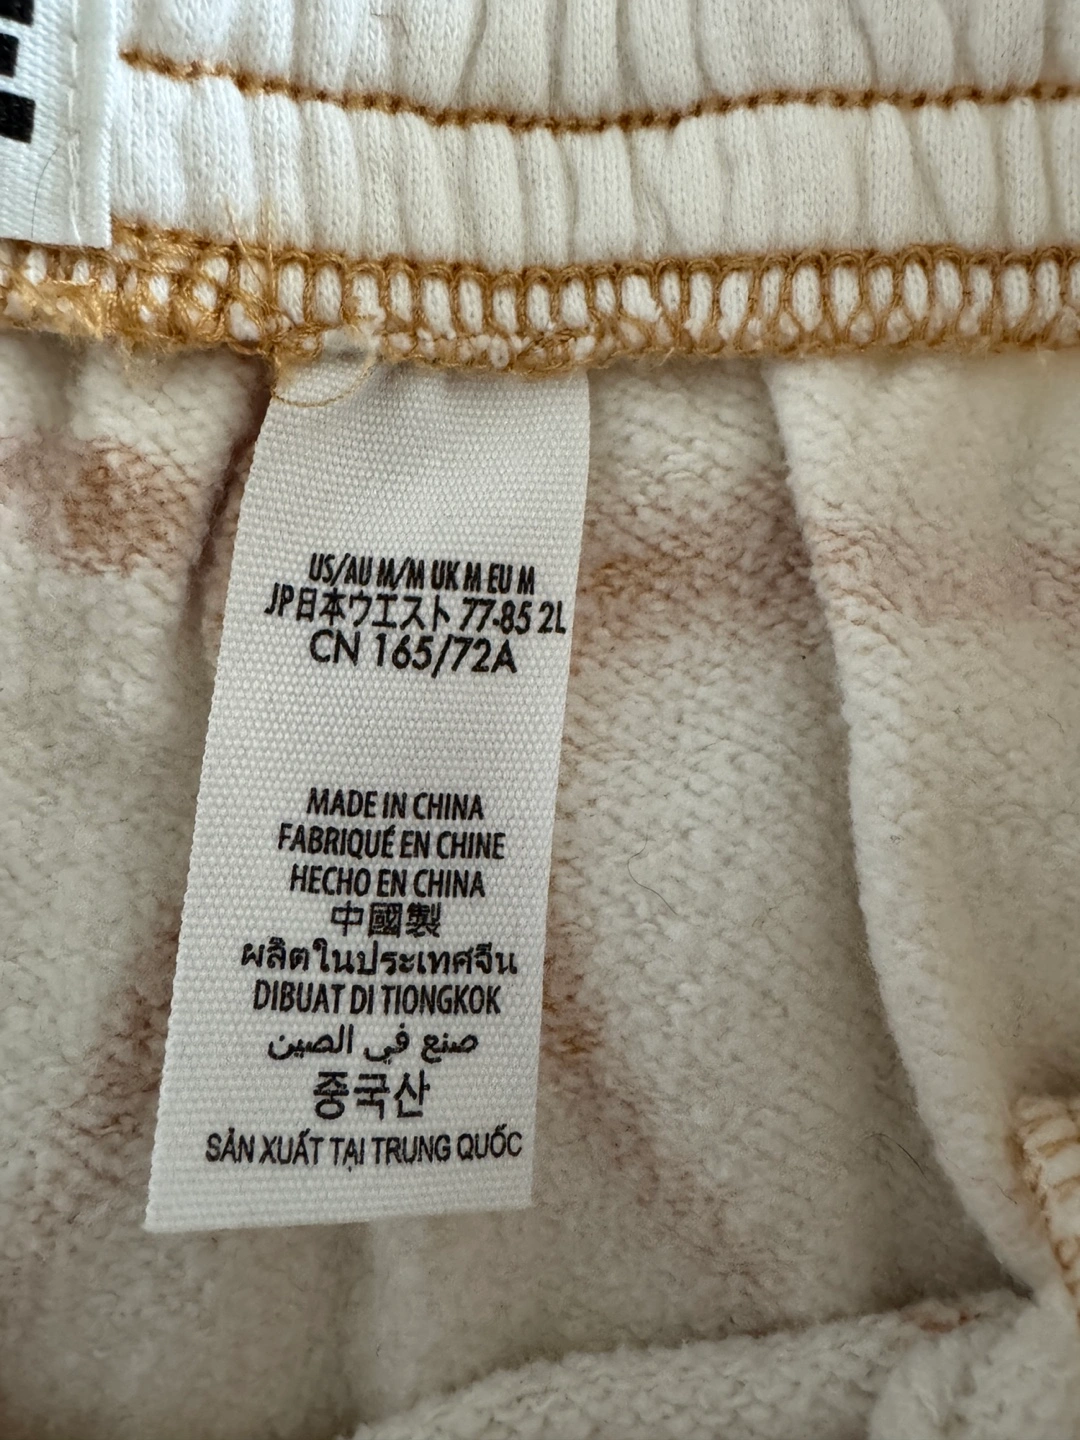 US/AU M/M UK M EU M
JP日本ウエスト 77-85 2L
CN 165/72A
MADE IN CHINA
FABRIQUÉ EN CHINE
HECHO EN CHINA
中國製
ผลิตในประเทศจีน
DIBUAT DI TIONGKOK
صنع في الصين
중국산
SẢN XUẤT TẠI TRUNG QUỐC